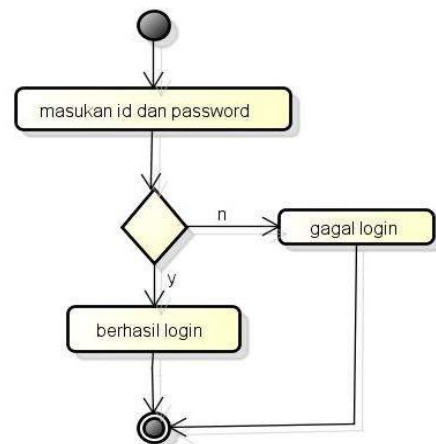 masukan id dan password
n
gagal login
y
berhasil login